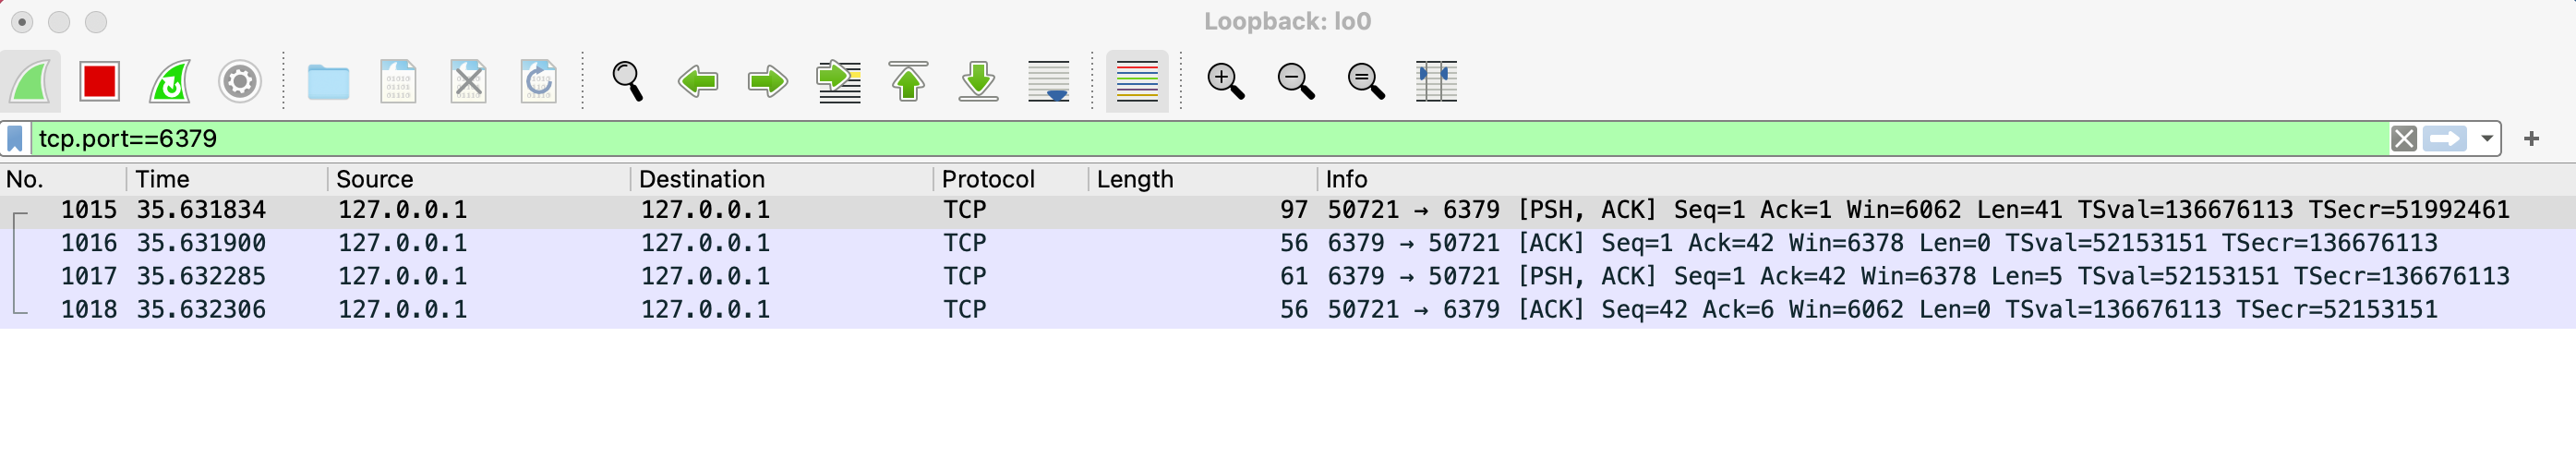 Loopback: lo0
tcp.port==6379
No. Time Source Destination Protocol Length Info
1015 35.631834 127.0.0.1 127.0.0.1 TCP 97 50721 → 6379 [PSH, ACK] Seq=1 Ack=1 Win=6062 Len=41 TSval=136676113 TSecr=51992461
1016 35.631900 127.0.0.1 127.0.0.1 TCP 56 6379 → 50721 [ACK] Seq=1 Ack=42 Win=6378 Len=0 TSval=52153151 TSecr=136676113
1017 35.632285 127.0.0.1 127.0.0.1 TCP 61 6379 → 50721 [PSH, ACK] Seq=1 Ack=42 Win=6378 Len=5 TSval=52153151 TSecr=136676113
1018 35.632306 127.0.0.1 127.0.0.1 TCP 56 50721 → 6379 [ACK] Seq=42 Ack=6 Win=6062 Len=0 TSval=136676113 TSecr=52153151